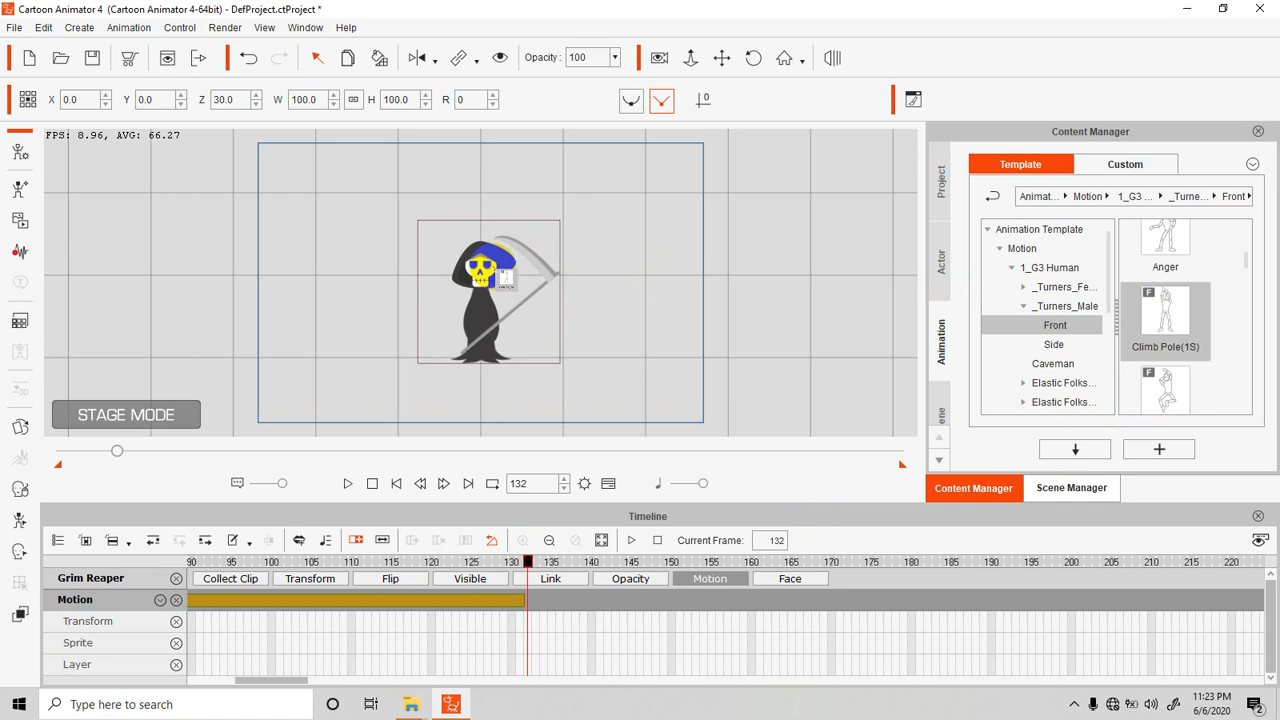 Cartoon Animator 4 (Cartoon Animator 4-64bit) - DefProject.ctProject *
File Edit Create Animation Control Render View Window Help
Opacity : 100
X 0.0 Y 0.0 Z 30.0 W 100.0 H 100.0 R 0
FPS: 8.96, AVG: 66.27
Content Manager
Template Custom
Animat... Motion 1_G3 ... _Turne... Front
Project
Actor
Animation
Animation Template
Motion
1_G3 Human
_Turners_Fe...
_Turners_Male
Front
Side
Caveman
Elastic Folks...
Elastic Folks...
Anger
F
Climb Pole(1S)
F
STAGE MODE
132
Content Manager Scene Manager
Timeline
Current Frame: 132
90 95 100 105 110 115 120 125 130 135 140 145 150 155 160 165 170 175 180 185 190 195 200 205 210 215 220
Grim Reaper Collect Clip Transform Flip Visible Link Opacity Motion Face
Motion
Transform
Sprite
Layer
Type here to search
11:23 PM
6/6/2020
2